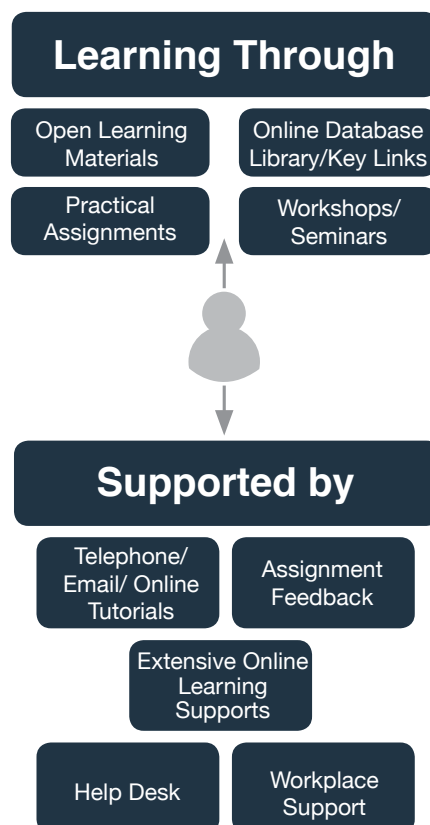 Learning Through
Open Learning
Materials
Online Database
Library/Key Links
Practical
Assignments
Workshops/
Seminars
Supported by
Telephone/
Email/ Online
Tutorials
Assignment
Feedback
Extensive Online
Learning
Supports
Help Desk
Workplace
Support